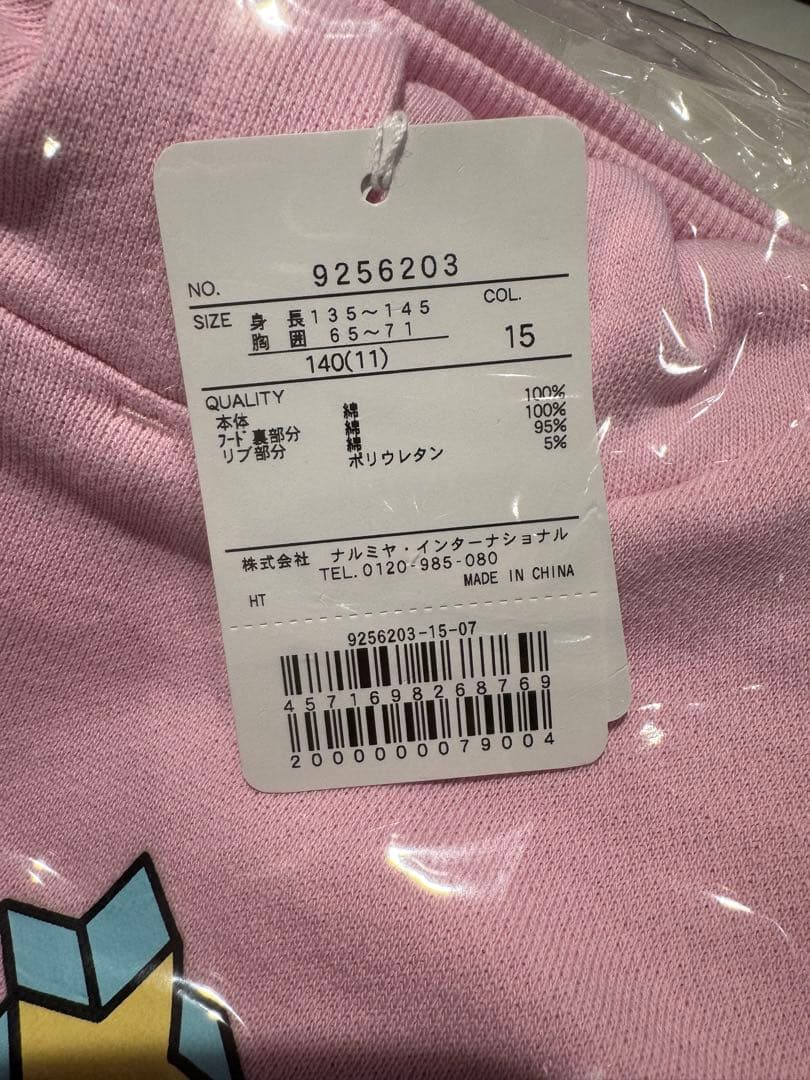 NO. 9256203
SIZE 身 長 135~145 COL.
胸 囲 65~71 15
140(11)
QUALITY
本体 綿 100%
フード裏部分 綿 100%
リブ部分 綿 95%
ポリウレタン 5%
株式会社 ナルミヤ・インターナショナル
TEL.0120-985-080
HT MADE IN CHINA
9256203-15-07
4571698268769
2000000079004